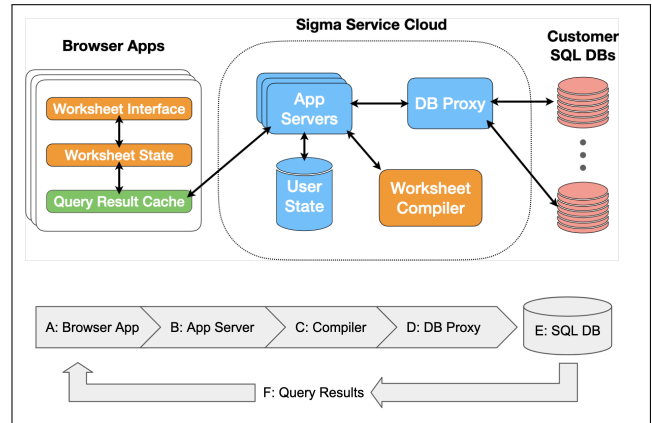 Sigma Service Cloud
Browser Apps
Customer
SQL DBs
Worksheet Interface
Worksheet State
Query Result Cache
App
Servers
DB Proxy
User
State
Worksheet
Compiler
A: Browser App
B: App Server
C: Compiler
D: DB Proxy
E: SQL DB
F: Query Results